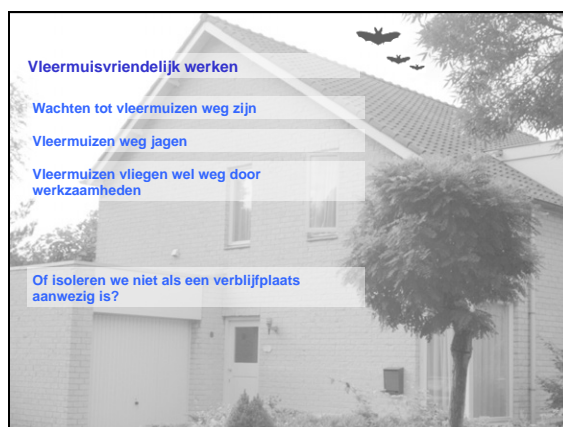 Vleermuisvriendelijk werken
Wachten tot vleermuizen weg zijn
Vleermuizen weg jagen
Vleermuizen vliegen wel weg door
werkzaamheden
Of isoleren we niet als een verblijfplaats
aanwezig is?